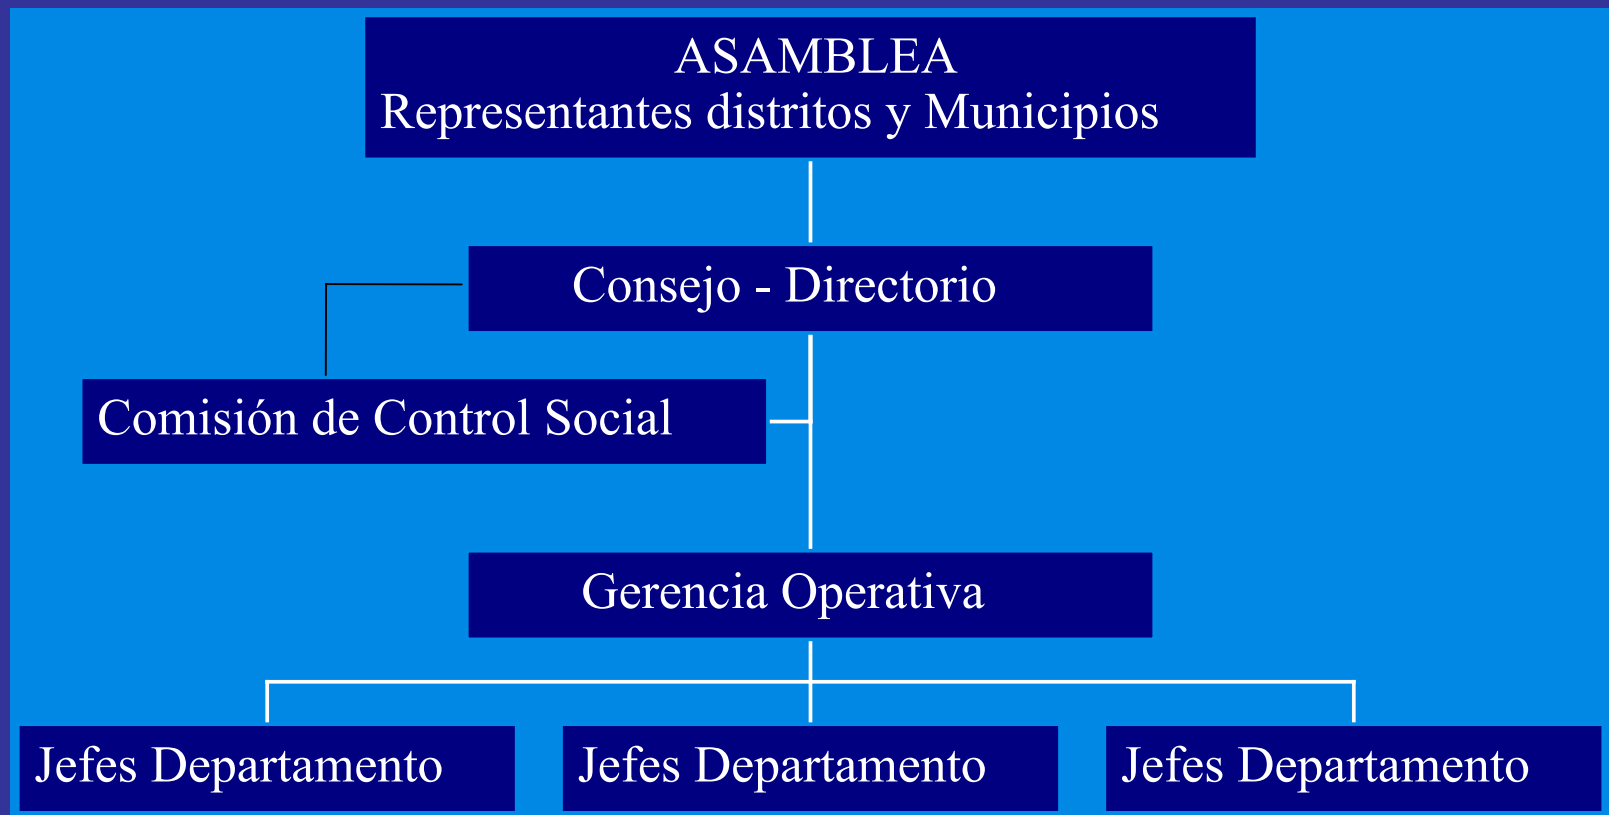 ASAMBLEA
Representantes distritos y Municipios
Consejo - Directorio
Comisión de Control Social
Gerencia Operativa
Jefes Departamento
Jefes Departamento
Jefes Departamento